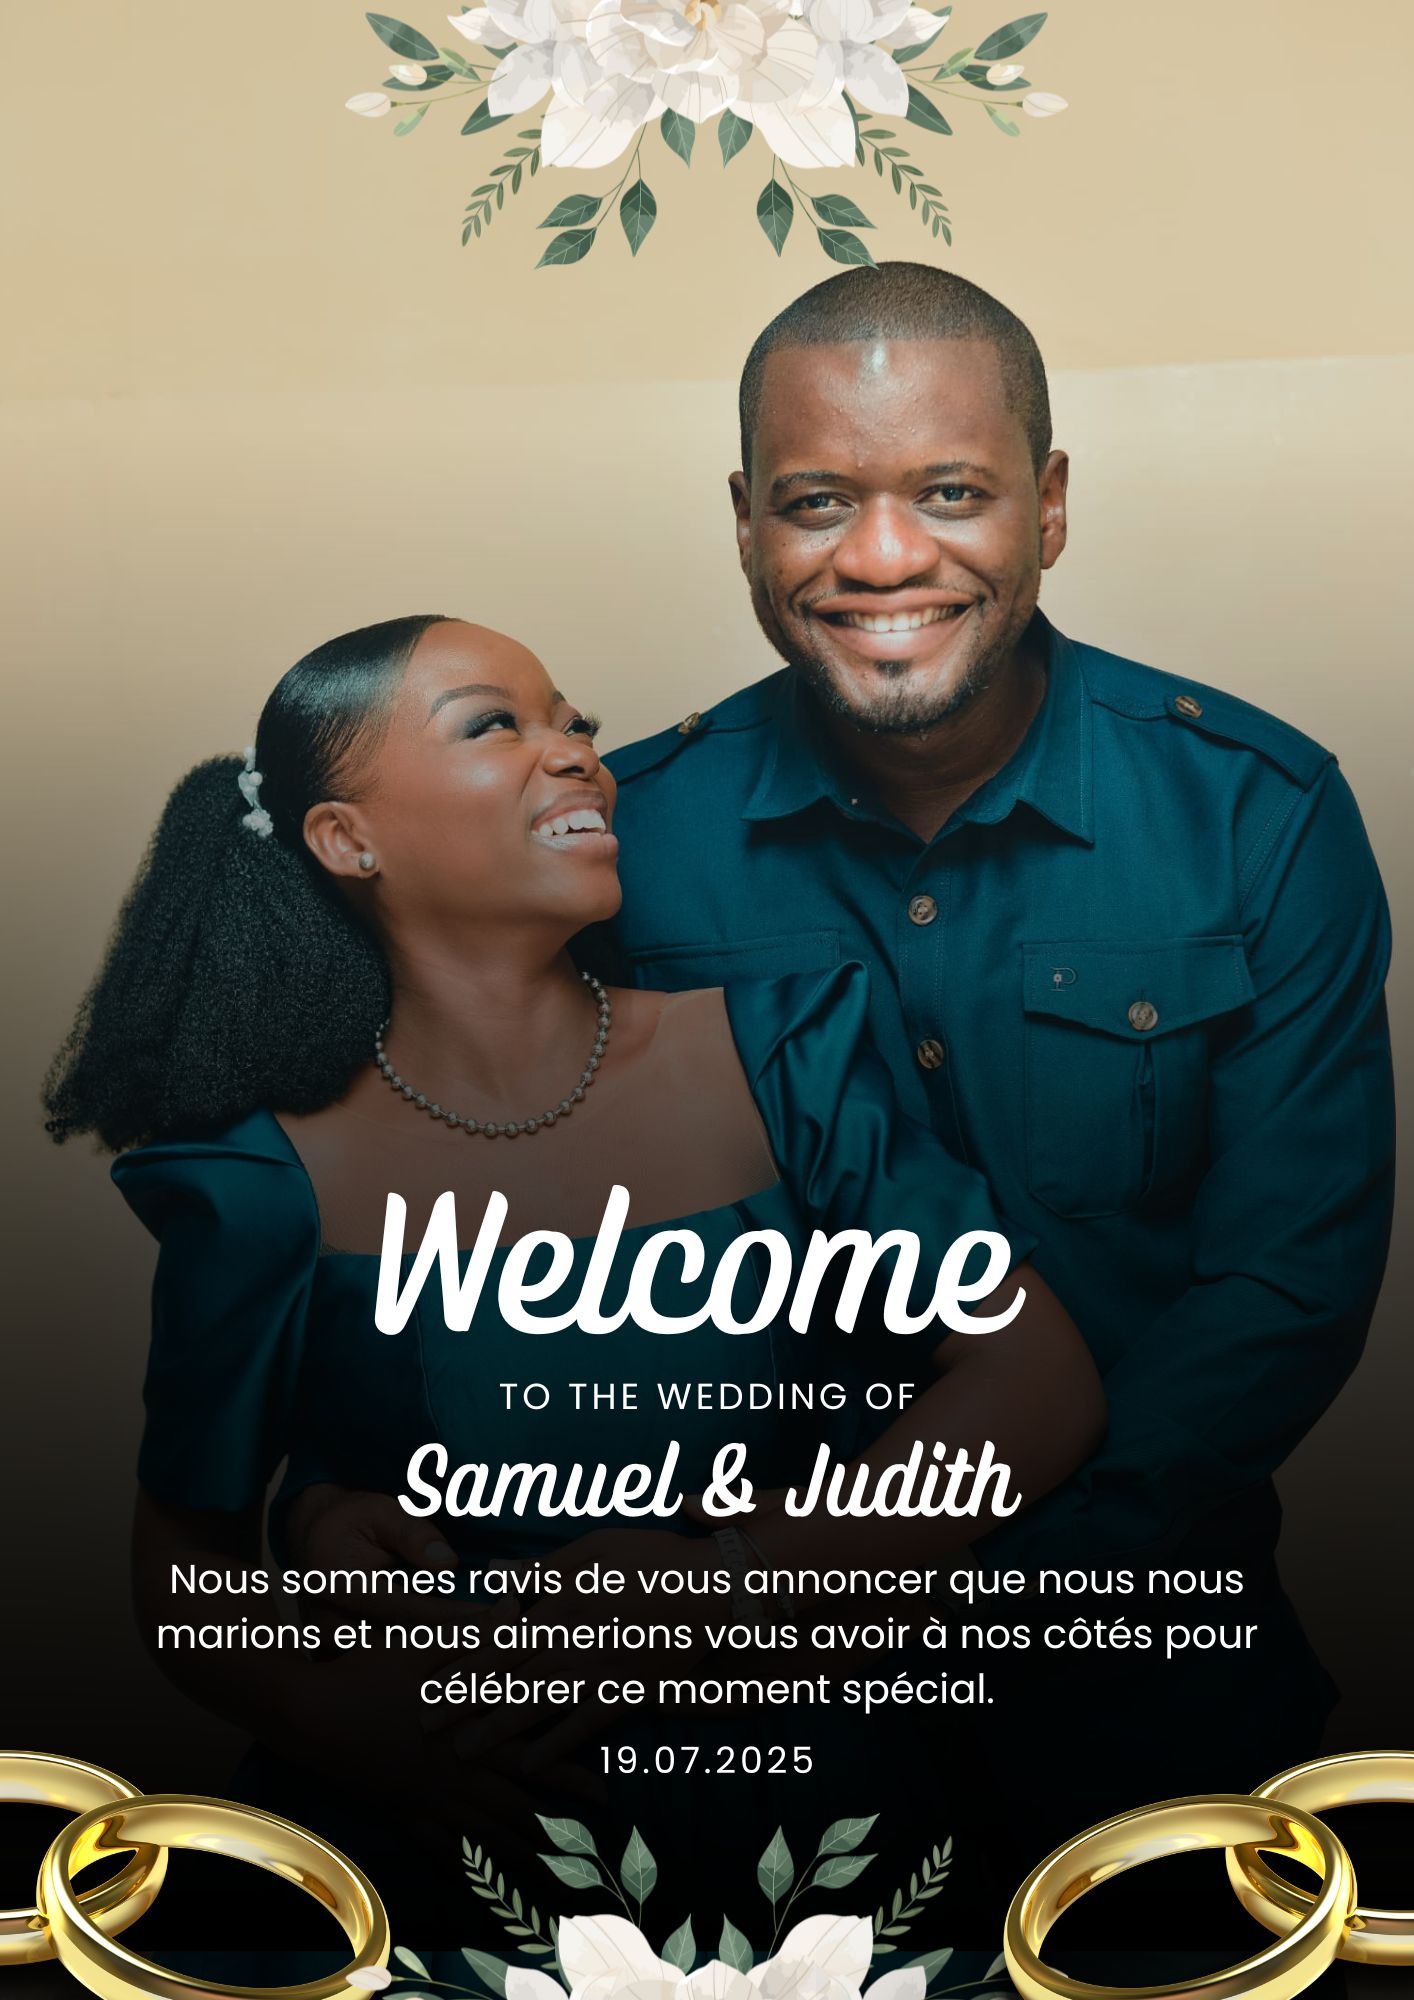 Welcome
TO THE WEDDING OF
Samuel & Judith
Nous sommes ravis de vous annoncer que nous nous
marions et nous aimerions vous avoir à nos côtés pour
célébrer ce moment spécial.
19.07.2025